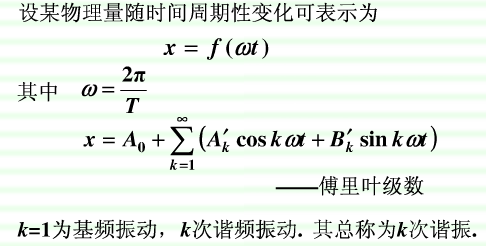 设某物理量随时间周期性变化可表示为
x = f (ωt)
其中 ω = 2π/T
x = A₀ + ∑_{k=1}^{∞} (A′ₖ cos kωt + B′ₖ sin kωt)
——傅里叶级数
k=1为基频振动，k次谐频振动. 其总称为k次谐振.